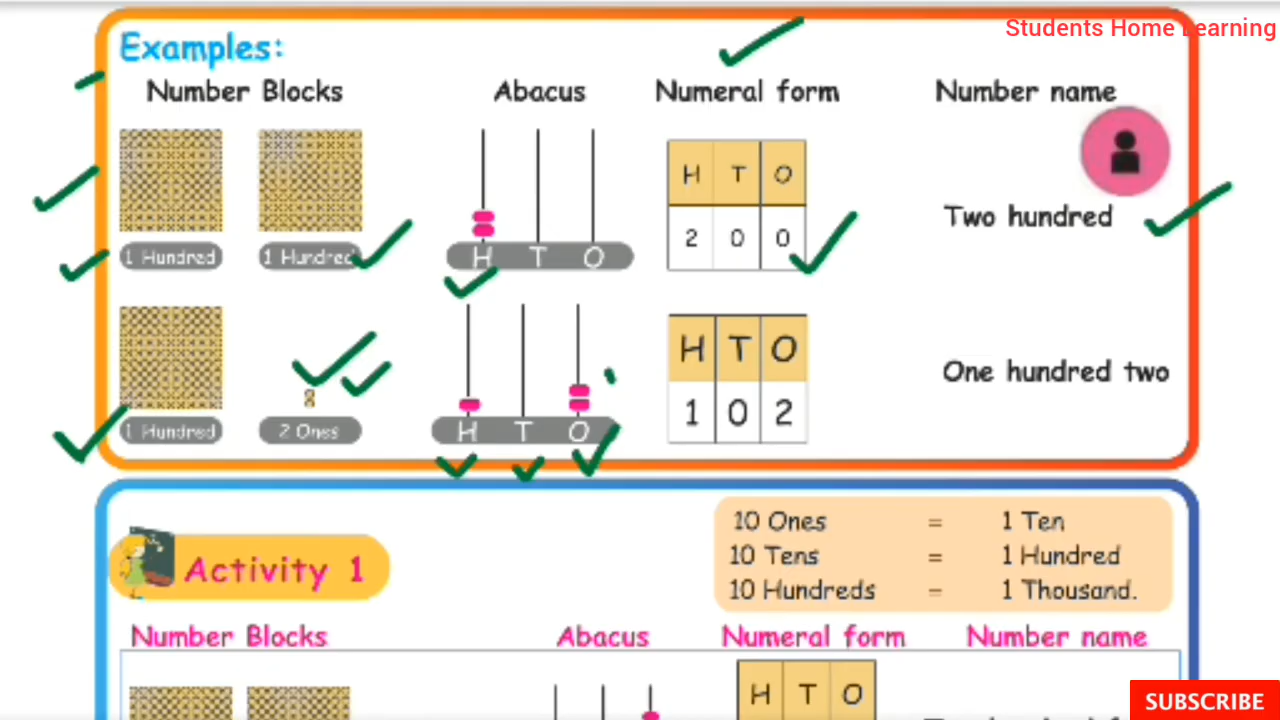 Students Home Learning
Examples:
Number Blocks Abacus Numeral form Number name
H T O
1 Hundred 1 Hundred H T O 2 0 0 Two hundred
H T O
1 Hundred 2 Ones H T O 1 0 2 One hundred two
10 Ones = 1 Ten
10 Tens = 1 Hundred
10 Hundreds = 1 Thousand.
Activity 1
Number Blocks Abacus Numeral form Number name
H T O
SUBSCRIBE